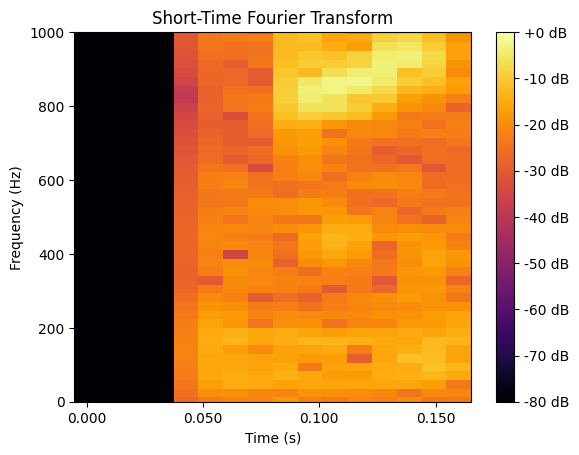 Short-Time Fourier Transform
1000
800
600
400
200
0
Frequency (Hz)
0.000
0.050
0.100
0.150
Time (s)
+0 dB
-10 dB
-20 dB
-30 dB
-40 dB
-50 dB
-60 dB
-70 dB
-80 dB